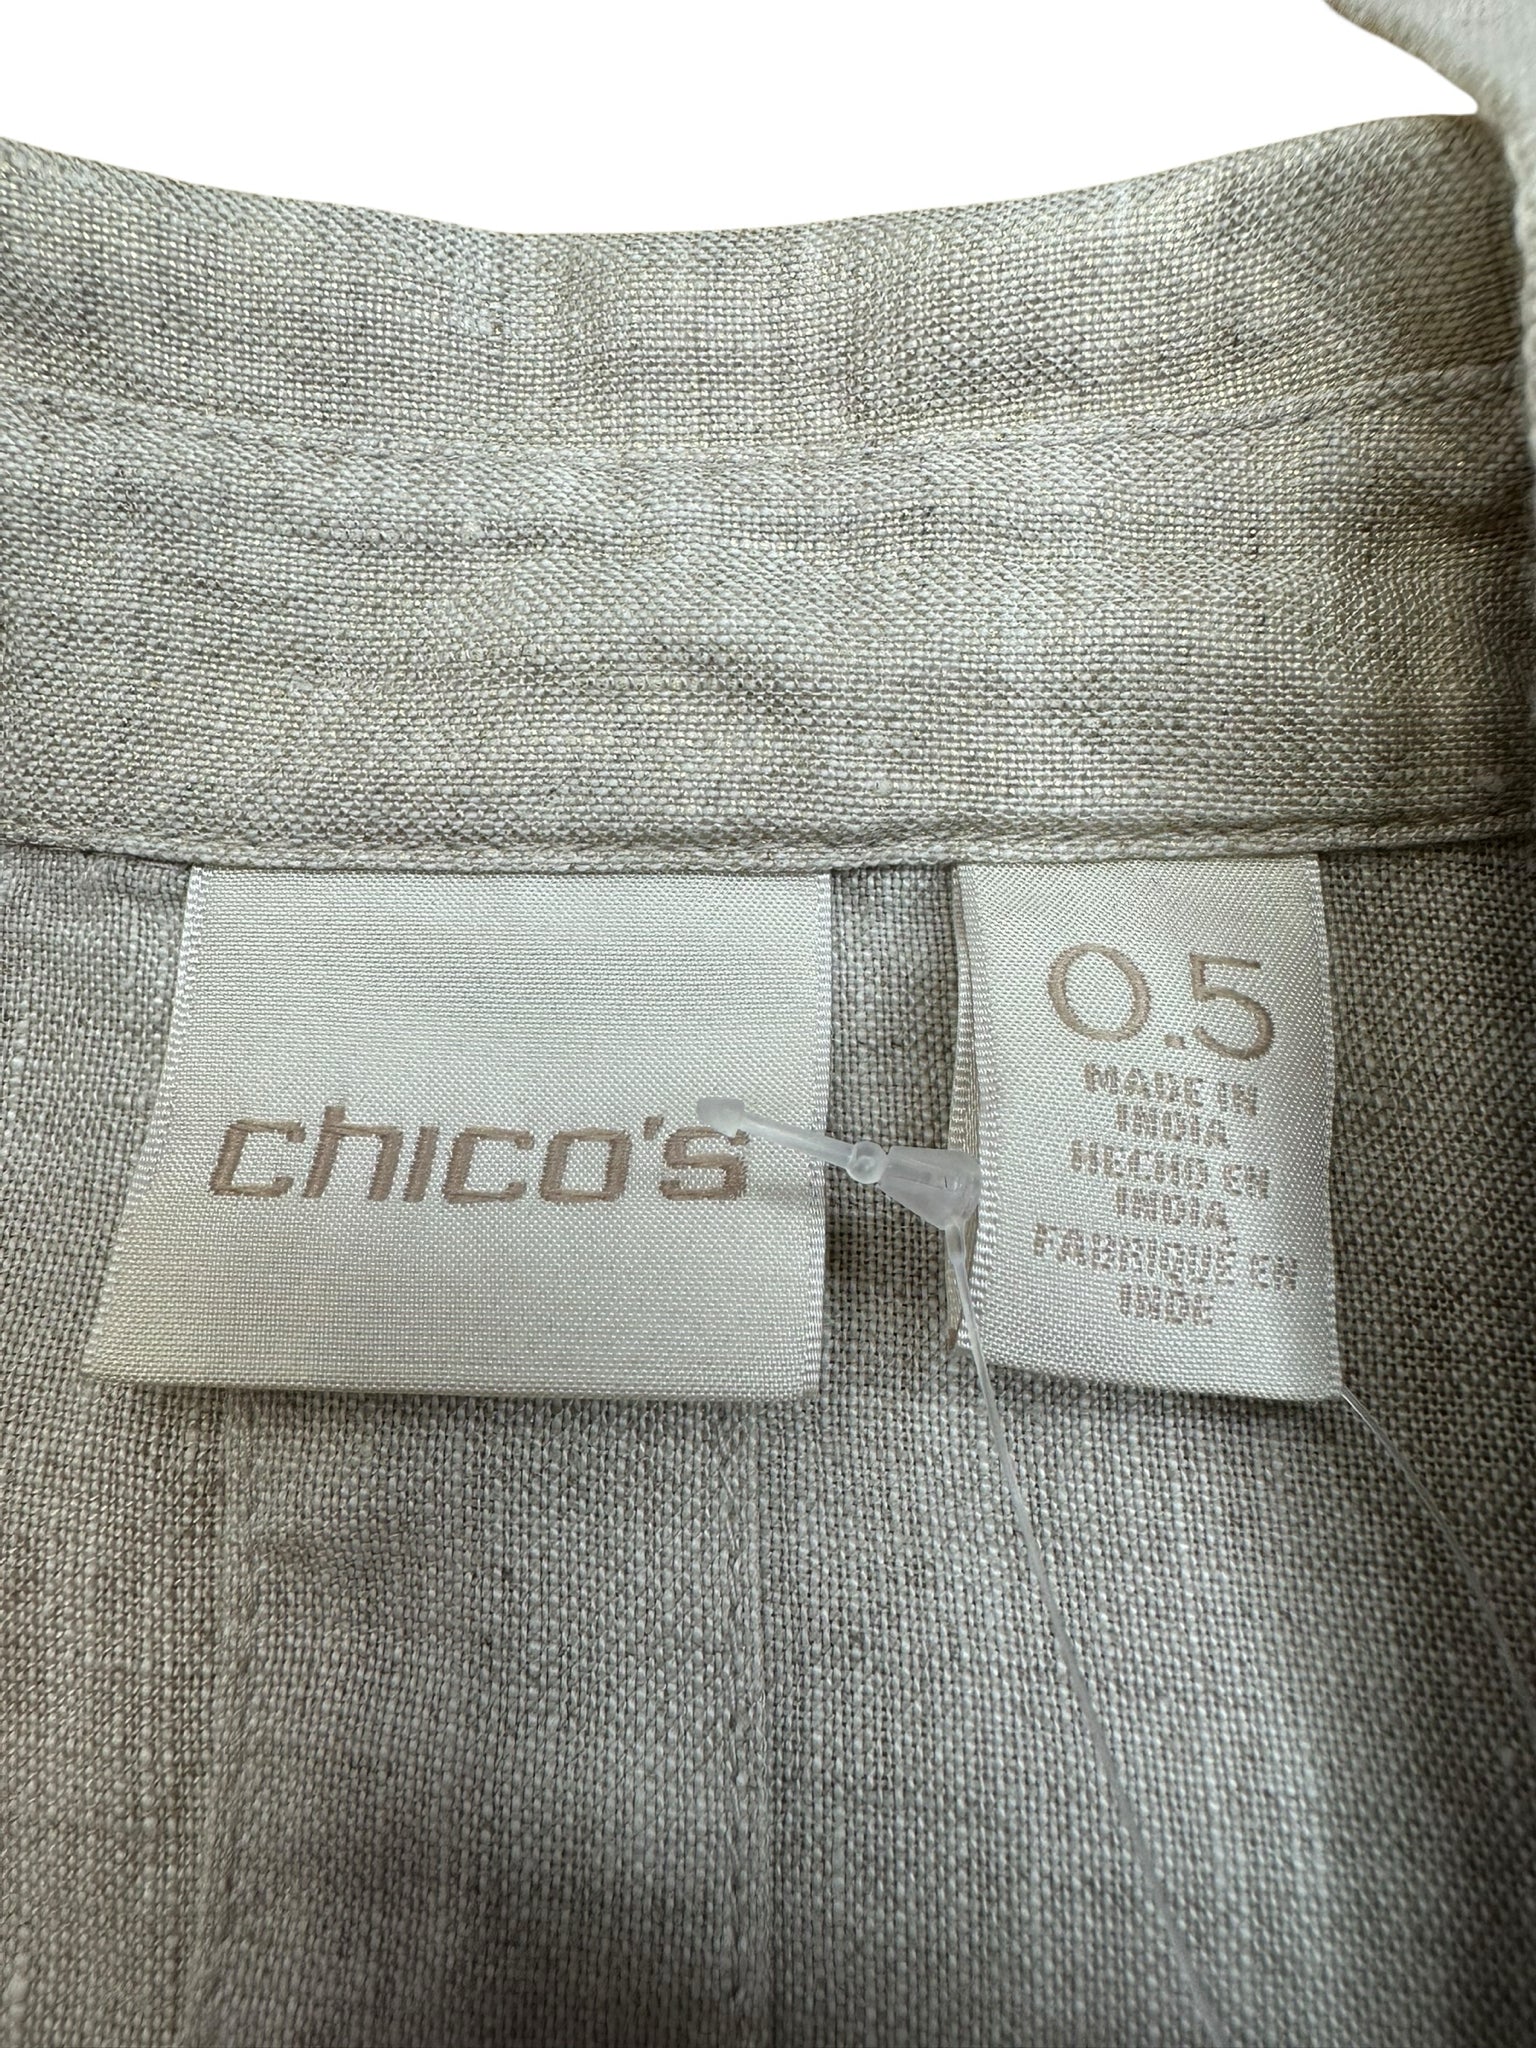 chico's
0.5
MADE IN
INDIA
HECHO EN
INDIA
FABRIQUÉ EN
INDE